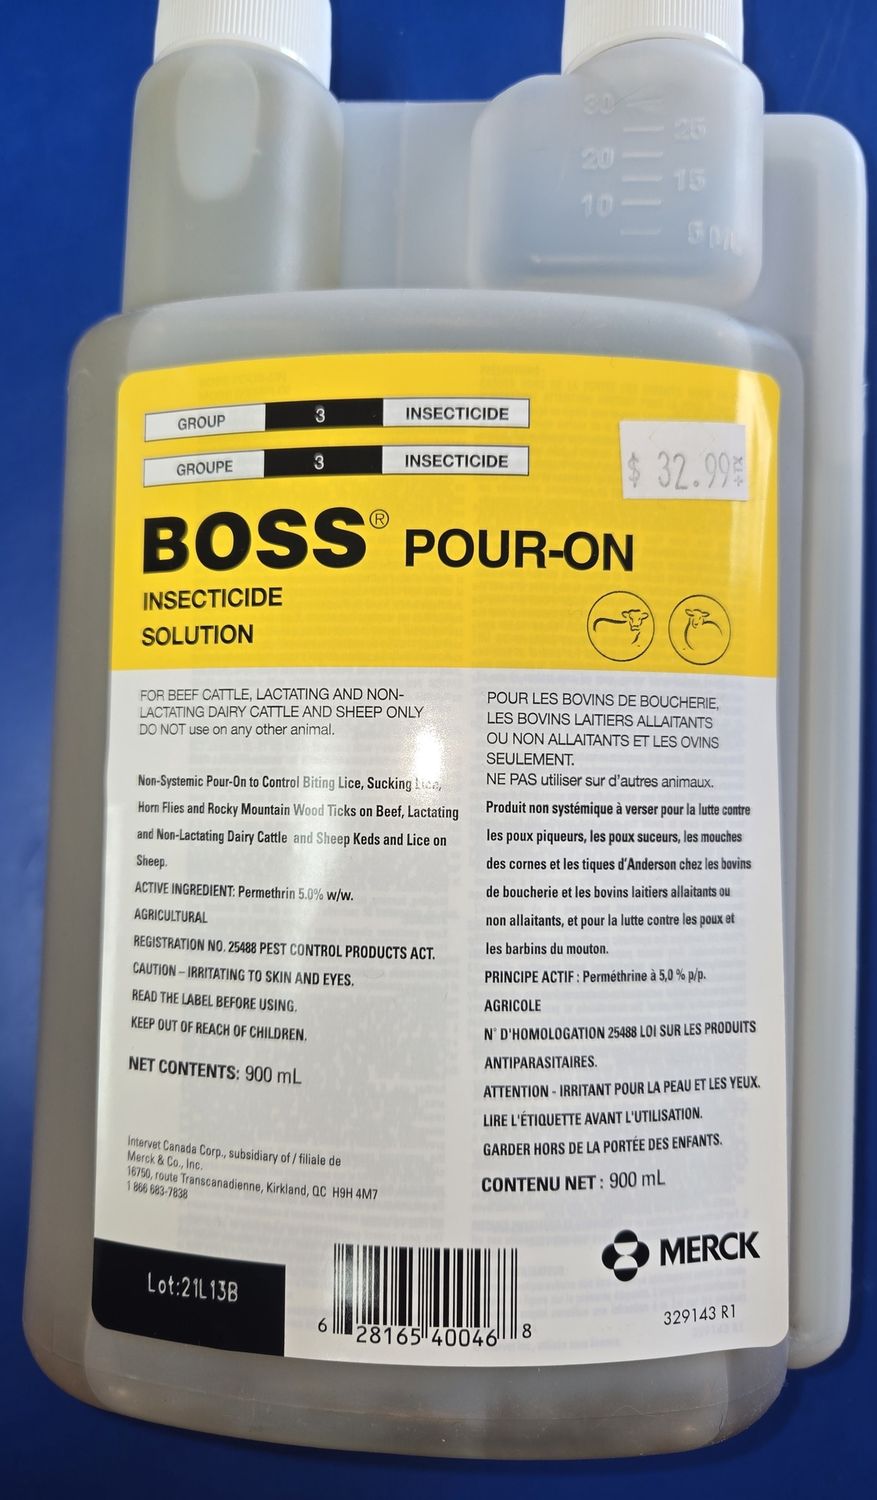 30
25
20
15
10
5 ML
GROUP 3 INSECTICIDE
GROUPE 3 INSECTICIDE
$ 32.99
BOSS® POUR-ON
INSECTICIDE
SOLUTION
FOR BEEF CATTLE, LACTATING AND NON-
LACTATING DAIRY CATTLE AND SHEEP ONLY
DO NOT use on any other animal.
Non-Systemic Pour-On to Control Biting Lice, Sucking Lice,
Horn Flies and Rocky Mountain Wood Ticks on Beef, Lactating
and Non-Lactating Dairy Cattle and Sheep Keds and Lice on
Sheep.
ACTIVE INGREDIENT: Permethrin 5.0% w/w.
AGRICULTURAL
REGISTRATION NO. 25488 PEST CONTROL PRODUCTS ACT.
CAUTION – IRRITATING TO SKIN AND EYES.
READ THE LABEL BEFORE USING.
KEEP OUT OF REACH OF CHILDREN.
NET CONTENTS: 900 mL
Intervet Canada Corp., subsidiary of / filiale de
Merck & Co., Inc.
16750, route Transcanadienne, Kirkland, QC H9H 4M7
1 866 683-7838
POUR LES BOVINS DE BOUCHERIE,
LES BOVINS LAITIERS ALLAITANTS
OU NON ALLAITANTS ET LES OVINS
SEULEMENT.
NE PAS utiliser sur d'autres animaux.
Produit non systémique à verser pour la lutte contre
les poux piqueurs, les poux suceurs, les mouches
des cornes et les tiques d'Anderson chez les bovins
de boucherie et les bovins laitiers allaitants ou
non allaitants, et pour la lutte contre les poux et
les barbins du mouton.
PRINCIPE ACTIF : Perméthrine à 5,0 % p/p.
AGRICOLE
N° D'HOMOLOGATION 25488 LOI SUR LES PRODUITS
ANTIPARASITAIRES.
ATTENTION - IRRITANT POUR LA PEAU ET LES YEUX.
LIRE L'ÉTIQUETTE AVANT L'UTILISATION.
GARDER HORS DE LA PORTÉE DES ENFANTS.
CONTENU NET : 900 mL
MERCK
Lot:21L13B
6 28165 40046 8
329143 R1